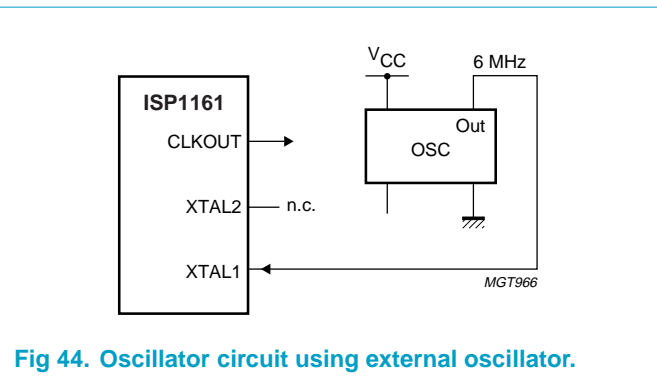 VCC
6 MHz
ISP1161
Out
CLKOUT
OSC
XTAL2
n.c.
XTAL1
MGT966
Fig 44. Oscillator circuit using external oscillator.